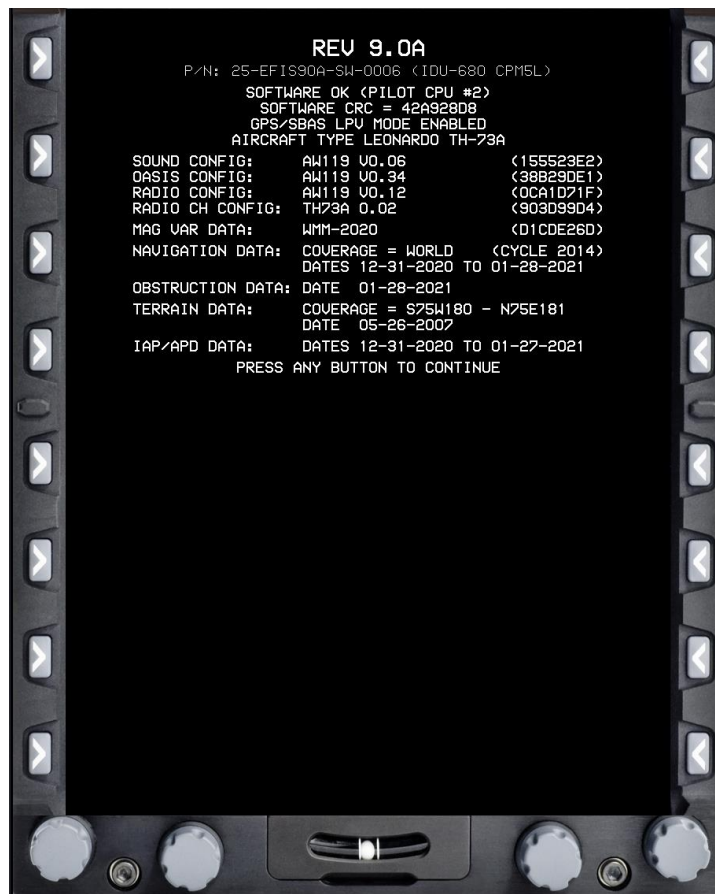 REV 9.0A
P/N: 25-EFIS90A-SW-0006 (IDU-680 CPM5L)
SOFTWARE OK (PILOT CPU #2)
SOFTWARE CRC = 42A928D8
GPS/SBAS LPV MODE ENABLED
AIRCRAFT TYPE LEONARDO TH-73A
SOUND CONFIG: AW119 V0.06 (155523E2)
OASIS CONFIG: AW119 V0.34 (38B29DE1)
RADIO CONFIG: AW119 V0.12 (0CA1D71F)
RADIO CH CONFIG: TH73A 0.02 (903D99D4)
MAG VAR DATA: WMM-2020 (D1CDE26D)
NAVIGATION DATA: COVERAGE = WORLD (CYCLE 2014)
DATES 12-31-2020 TO 01-28-2021
OBSTRUCTION DATA: DATE 01-28-2021
TERRAIN DATA: COVERAGE = S75W180 - N75E181
DATE 05-26-2007
IAP/APD DATA: DATES 12-31-2020 TO 01-27-2021
PRESS ANY BUTTON TO CONTINUE